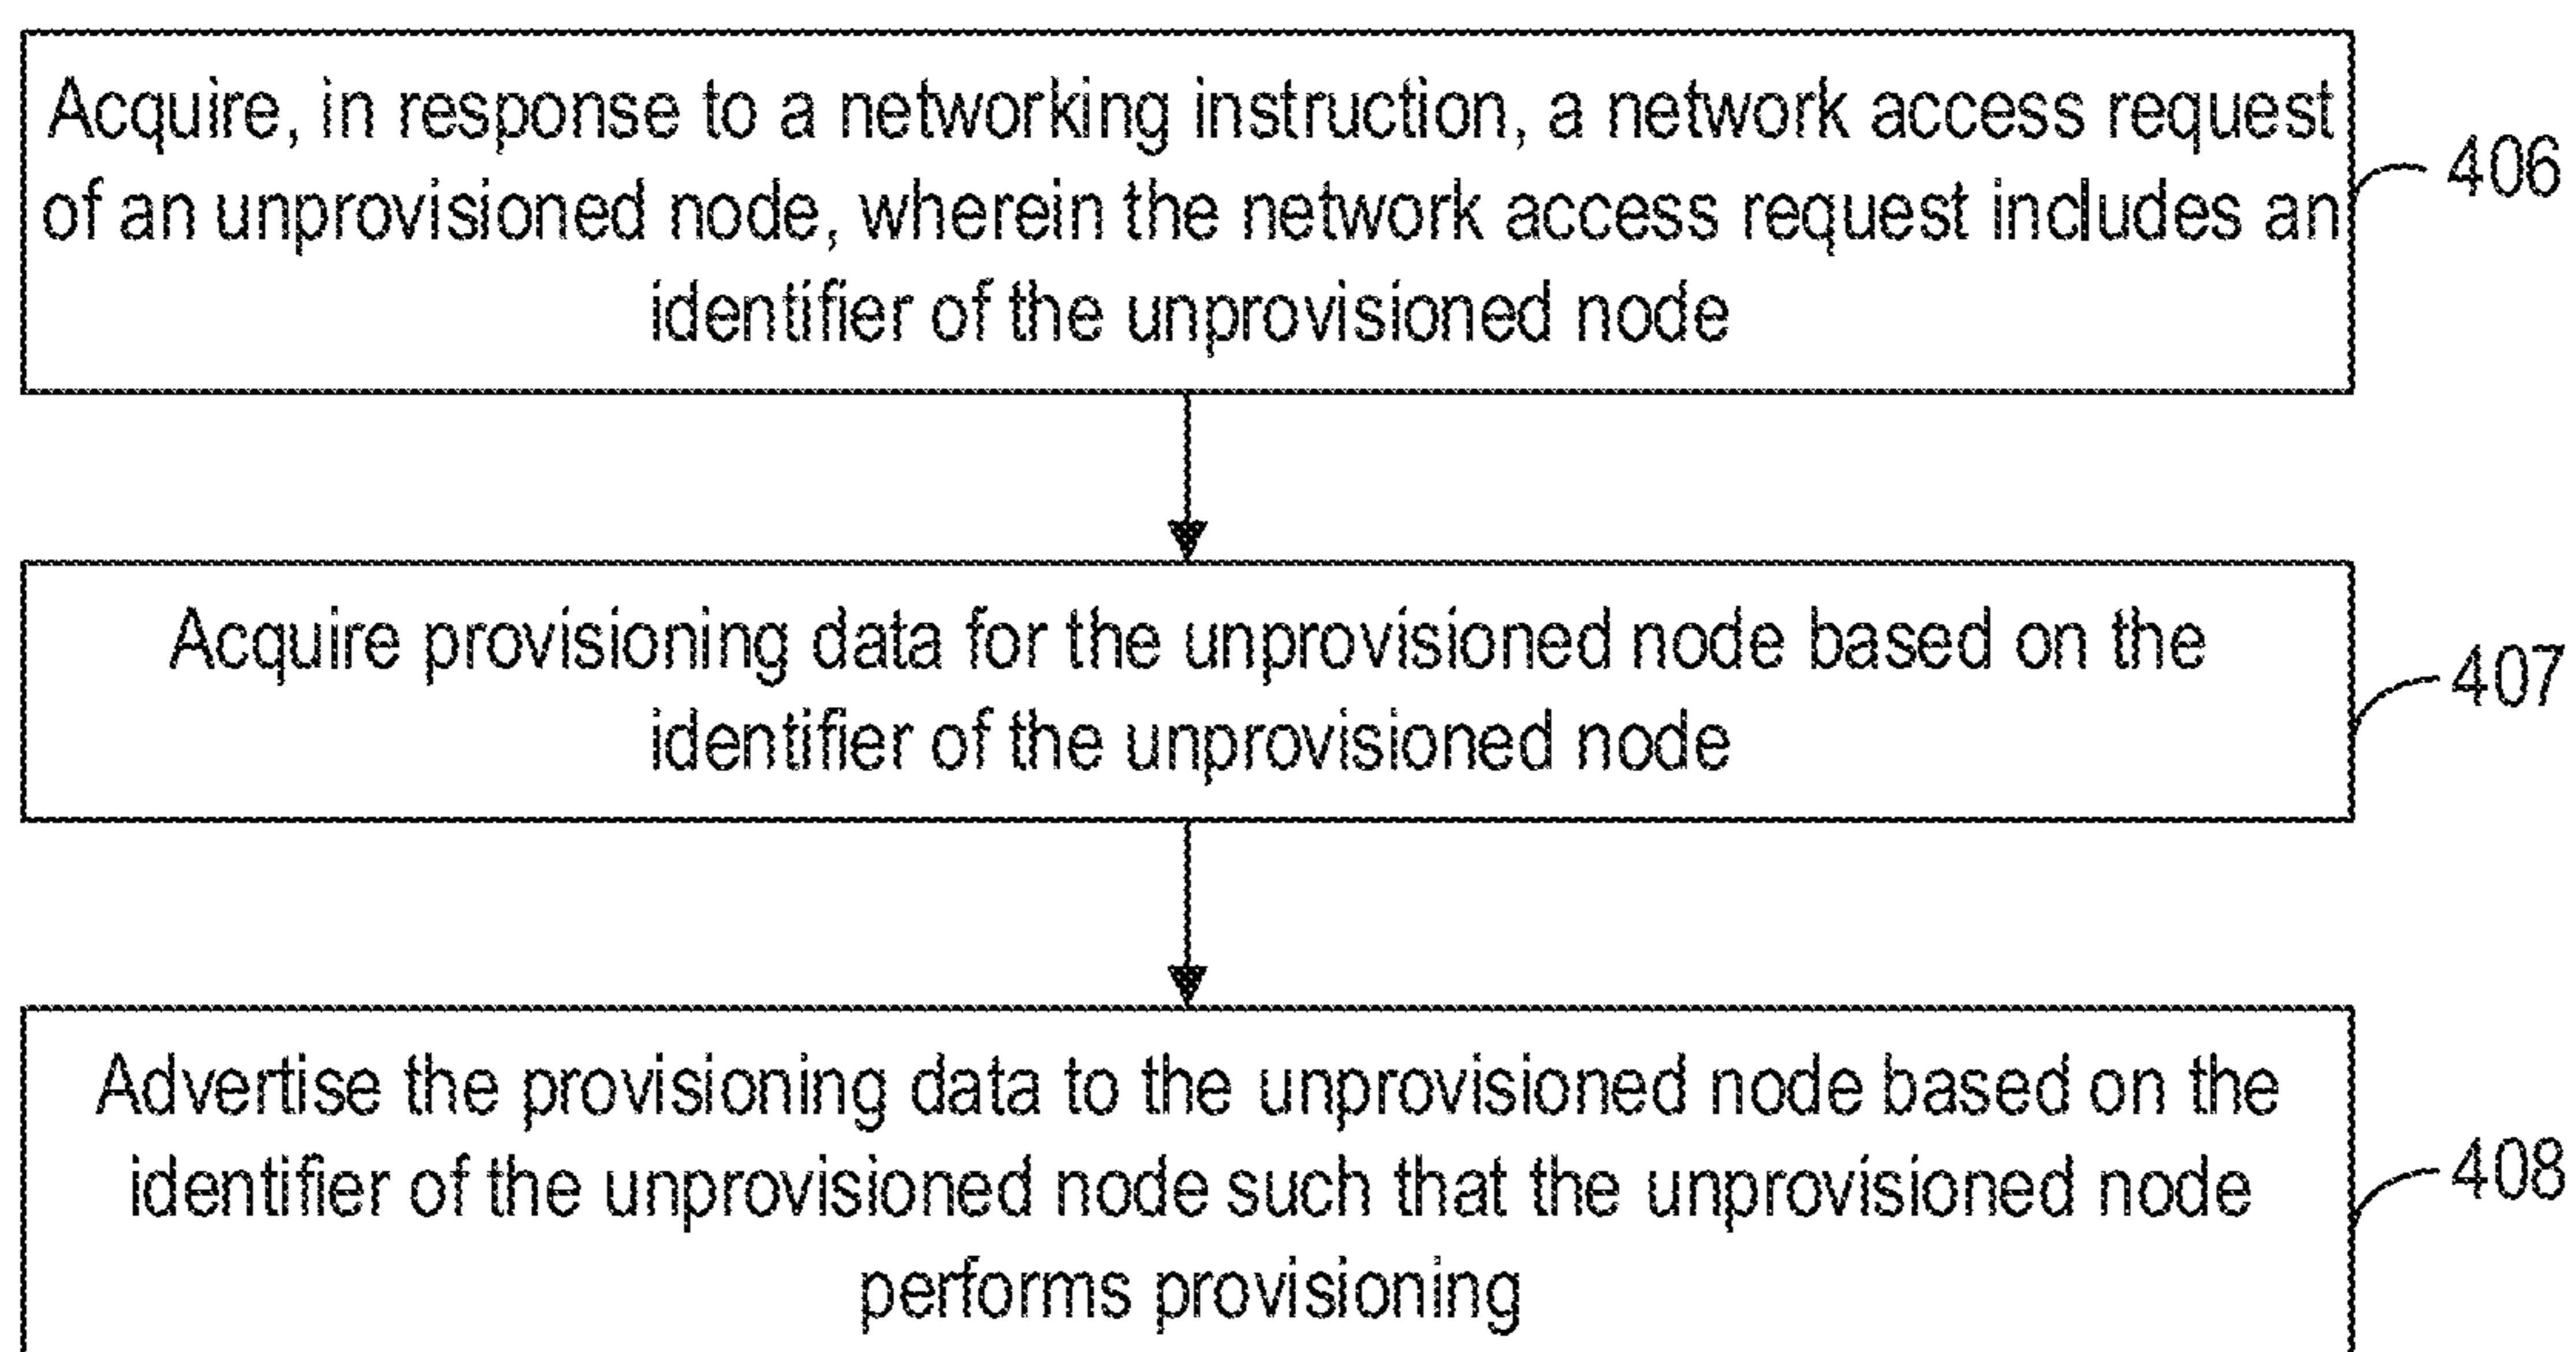 Acquire, in response to a networking instruction, a network access request
of an unprovisioned node, wherein the network access request includes an
identifier of the unprovisioned node
406
Acquire provisioning data for the unprovisioned node based on the
identifier of the unprovisioned node
407
Advertise the provisioning data to the unprovisioned node based on the
identifier of the unprovisioned node such that the unprovisioned node
performs provisioning
408